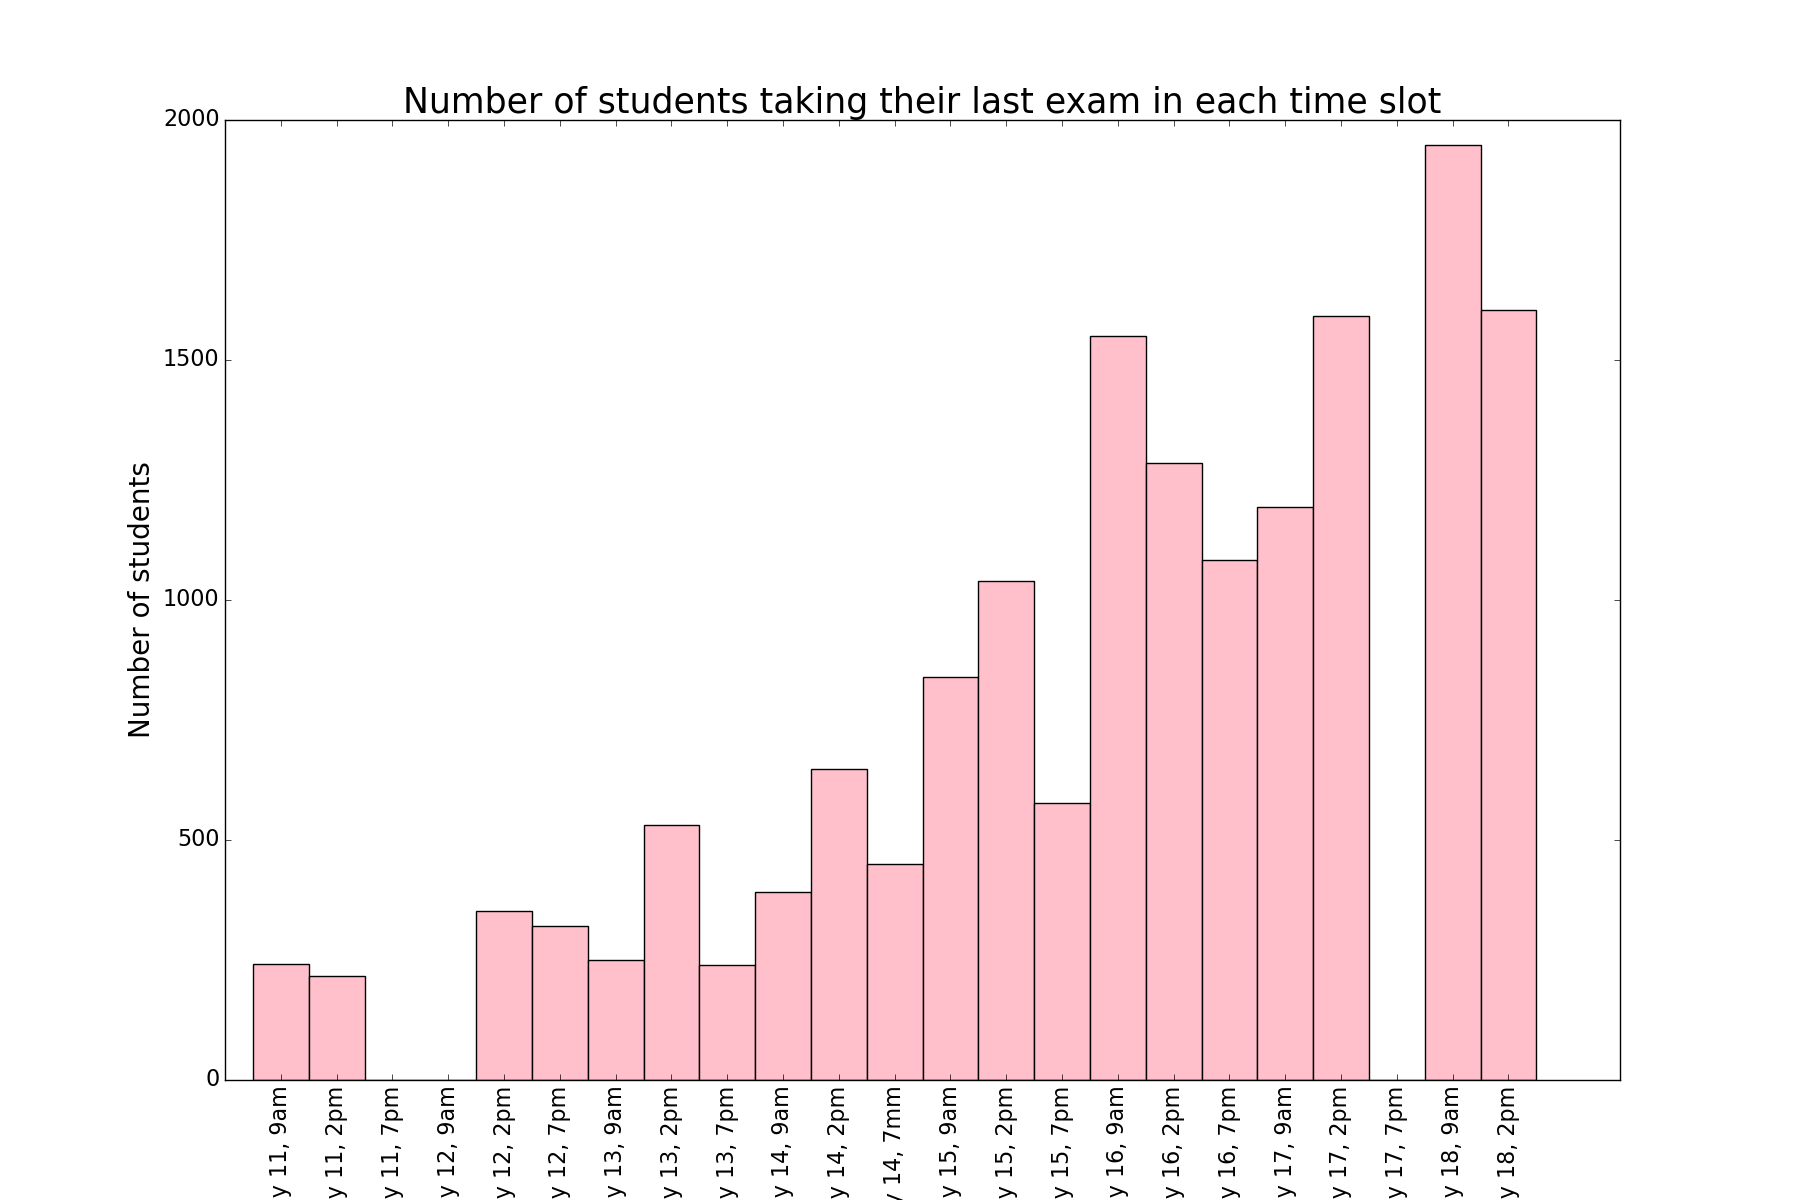 Number of students taking their last exam in each time slot
Number of students
2000
1500
1000
500
0
y 11, 9am
y 11, 2pm
y 11, 7pm
y 12, 9am
y 12, 2pm
y 12, 7pm
y 13, 9am
y 13, 2pm
y 13, 7pm
y 14, 9am
y 14, 2pm
y 14, 7mm
y 15, 9am
y 15, 2pm
y 15, 7pm
y 16, 9am
y 16, 2pm
y 16, 7pm
y 17, 9am
y 17, 2pm
y 17, 7pm
y 18, 9am
y 18, 2pm